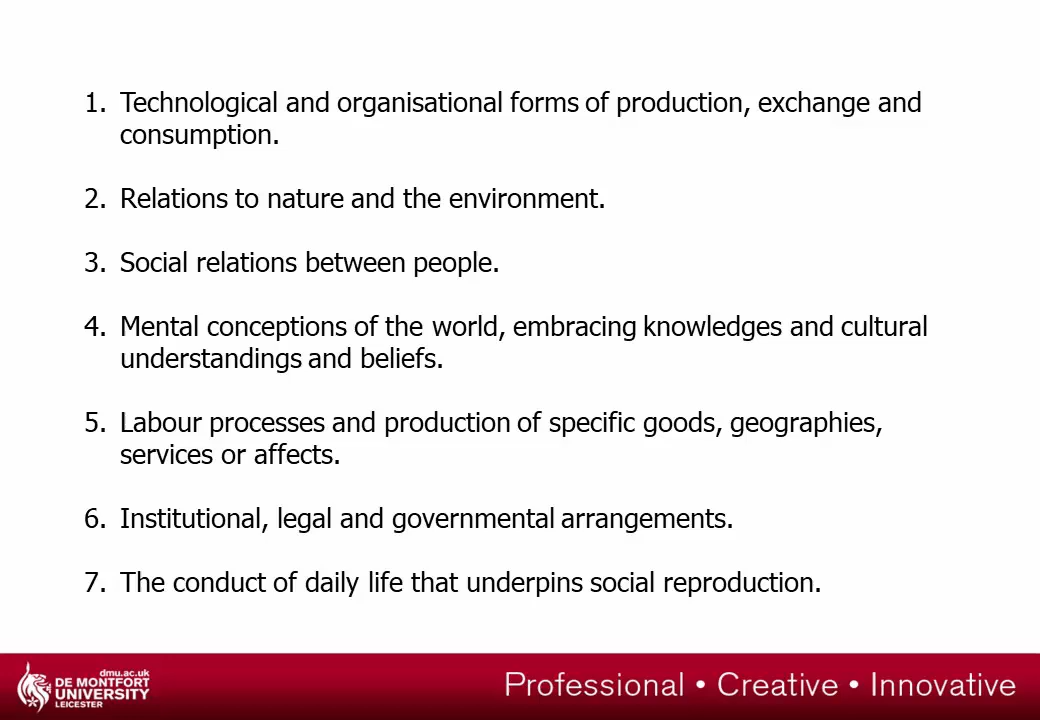 1. Technological and organisational forms of production, exchange and
consumption.
2. Relations to nature and the environment.
3. Social relations between people.
4. Mental conceptions of the world, embracing knowledges and cultural
understandings and beliefs.
5. Labour processes and production of specific goods, geographies,
services or affects.
6. Institutional, legal and governmental arrangements.
7. The conduct of daily life that underpins social reproduction.
dmu.ac.uk
DE MONTFORT
UNIVERSITY
LEICESTER
Professional • Creative • Innovative